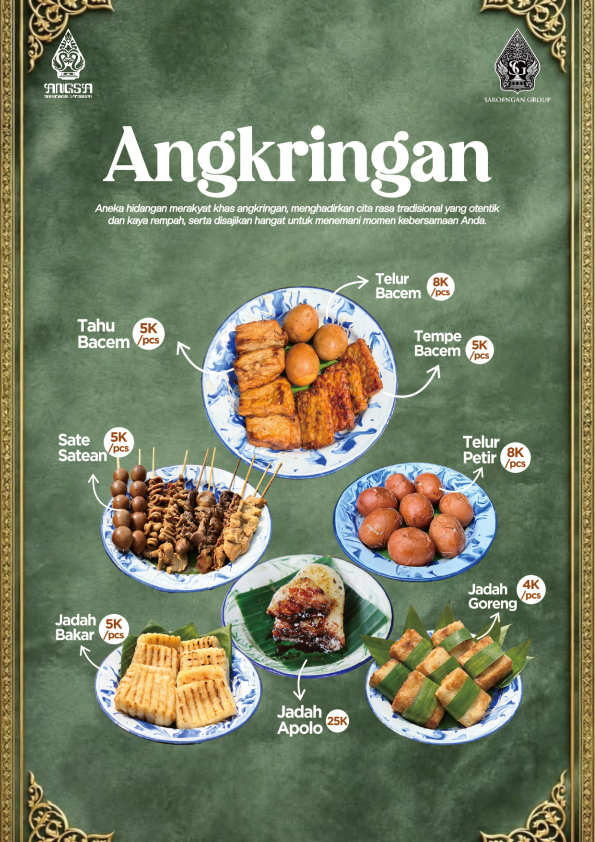 ANGSA
SAROENGAN GROUP
Angkringan
Aneka hidangan merakyat khas angkringan, menghadirkan cita rasa tradisional yang otentik
dan kaya rempah, serta disajikan hangat untuk menemani momen kebersamaan Anda.
Telur
Bacem
8K
/pcs
Tahu
Bacem
5K
/pcs
Tempe
Bacem
5K
/pcs
Sate
Satean
5K
/pcs
Telur
Petir
8K
/pcs
Jadah
Goreng
4K
/pcs
Jadah
Bakar
5K
/pcs
Jadah
Apolo
25K